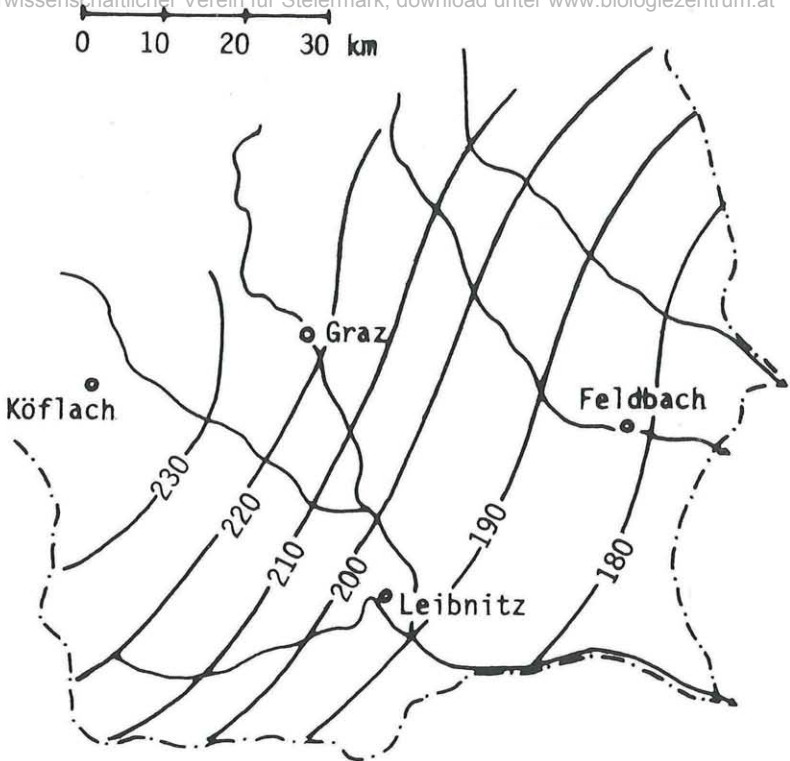 wissenschaftlicher Verein für Steiermark; download unter www.biologiezentrum.at
0 10 20 30 km
Graz
Köflach
Feldbach
230
220
210
200
190
180
Leibnitz